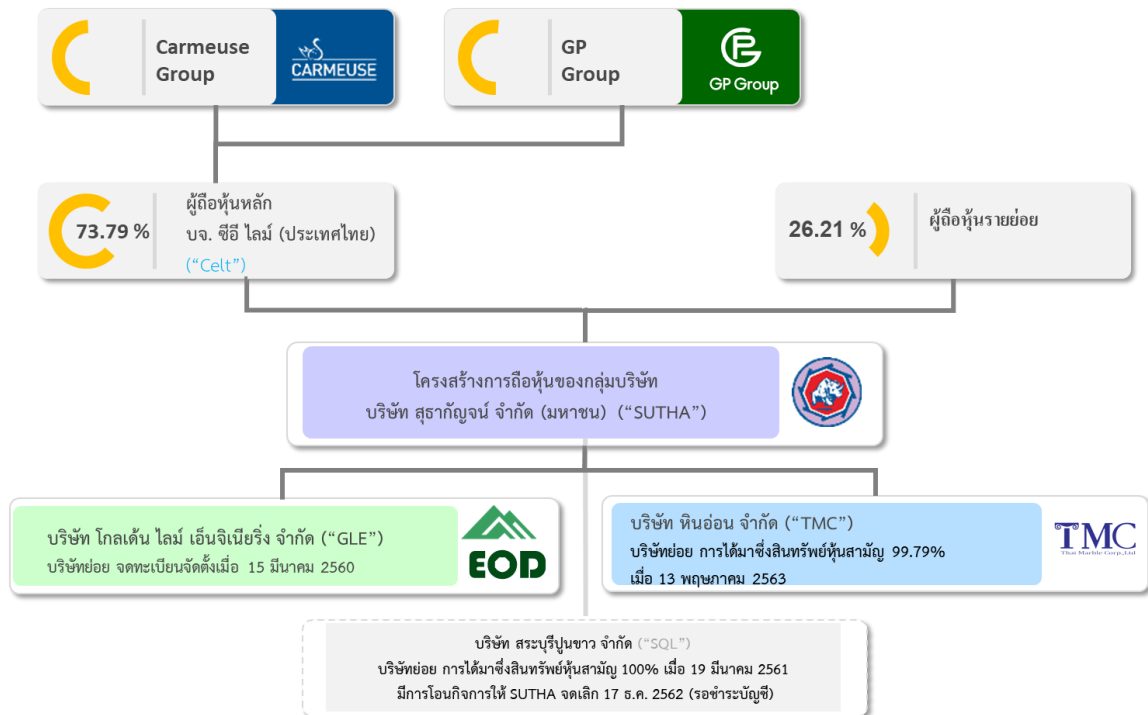 Carmeuse
Group
CARMEUSE
GP
Group
GP Group
73.79 %
ผู้ถือหุ้นหลัก
บจ. ซีอี ไลม์ (ประเทศไทย)
(“Celt”)
26.21 %
ผู้ถือหุ้นรายย่อย
โครงสร้างการถือหุ้นของกลุ่มบริษัท
บริษัท สุธากัญจน์ จำกัด (มหาชน) (“SUTHA”)
บริษัท โกลเด้น ไลม์ เอ็นจิเนียริ่ง จำกัด (“GLE”)
บริษัทย่อย จดทะเบียนจัดตั้งเมื่อ 15 มีนาคม 2560
EOD
บริษัท หินอ่อน จำกัด (“TMC”)
บริษัทย่อย การได้มาซึ่งสินทรัพย์หุ้นสามัญ 99.79%
เมื่อ 13 พฤษภาคม 2563
TMC
Thai Marble Corp.,Ltd
บริษัท สระบุรีปูนขาว จำกัด (“SQL”)
บริษัทย่อย การได้มาซึ่งสินทรัพย์หุ้นสามัญ 100% เมื่อ 19 มีนาคม 2561
มีการโอนกิจการให้ SUTHA จดเลิก 17 ธ.ค. 2562 (รอชำระบัญชี)